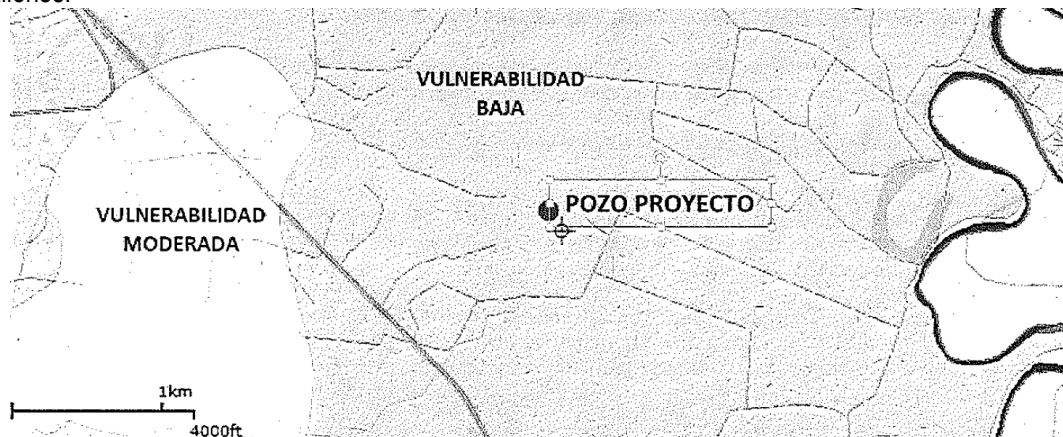 VULNERABILIDAD
BAJA
POZO PROYECTO
VULNERABILIDAD
MODERADA
1km
4000ft